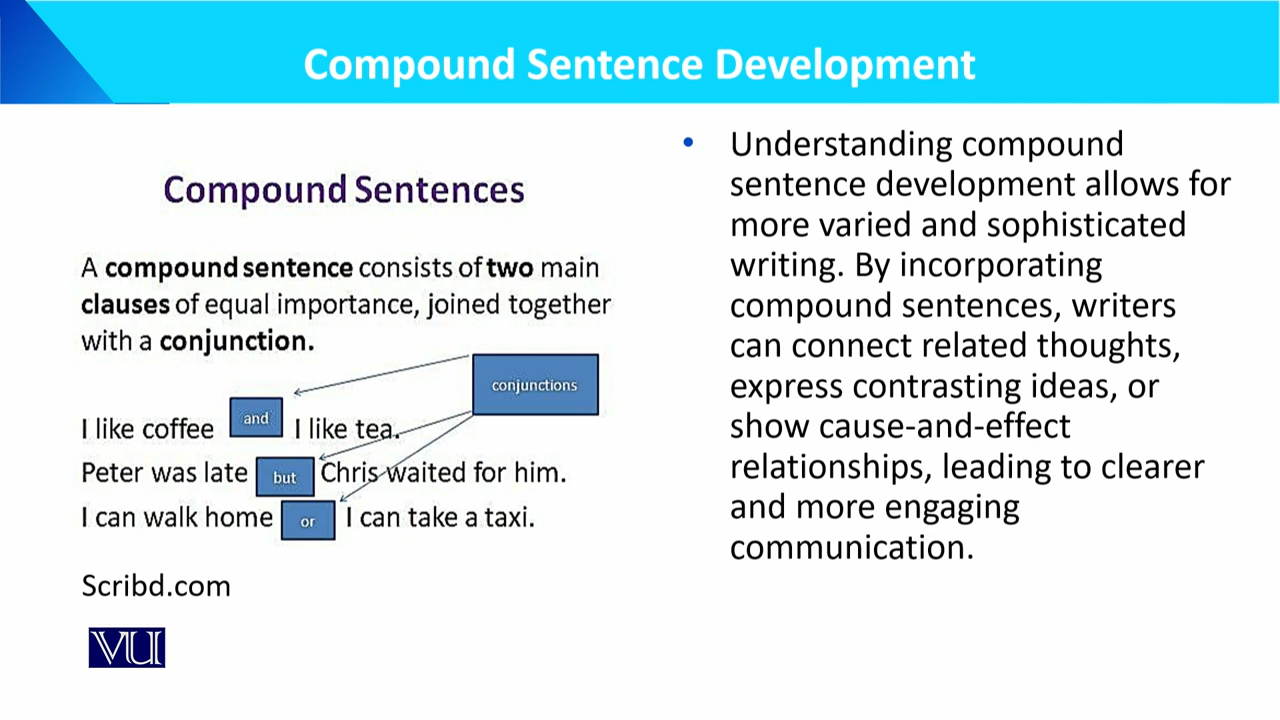 Compound Sentence Development
Compound Sentences
A compound sentence consists of two main
clauses of equal importance, joined together
with a conjunction.
conjunctions
I like coffee and I like tea.
Peter was late but Chris waited for him.
I can walk home or I can take a taxi.
Scribd.com
VU
• Understanding compound
sentence development allows for
more varied and sophisticated
writing. By incorporating
compound sentences, writers
can connect related thoughts,
express contrasting ideas, or
show cause-and-effect
relationships, leading to clearer
and more engaging
communication.